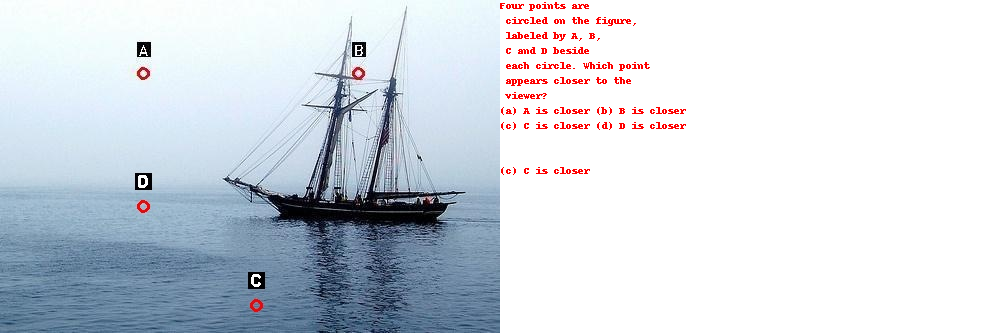 A
B
D
C
Four points are
circled on the figure,
labeled by A, B,
C and D beside
each circle. Which point
appears closer to the
viewer?
(a) A is closer (b) B is closer
(c) C is closer (d) D is closer
(c) C is closer